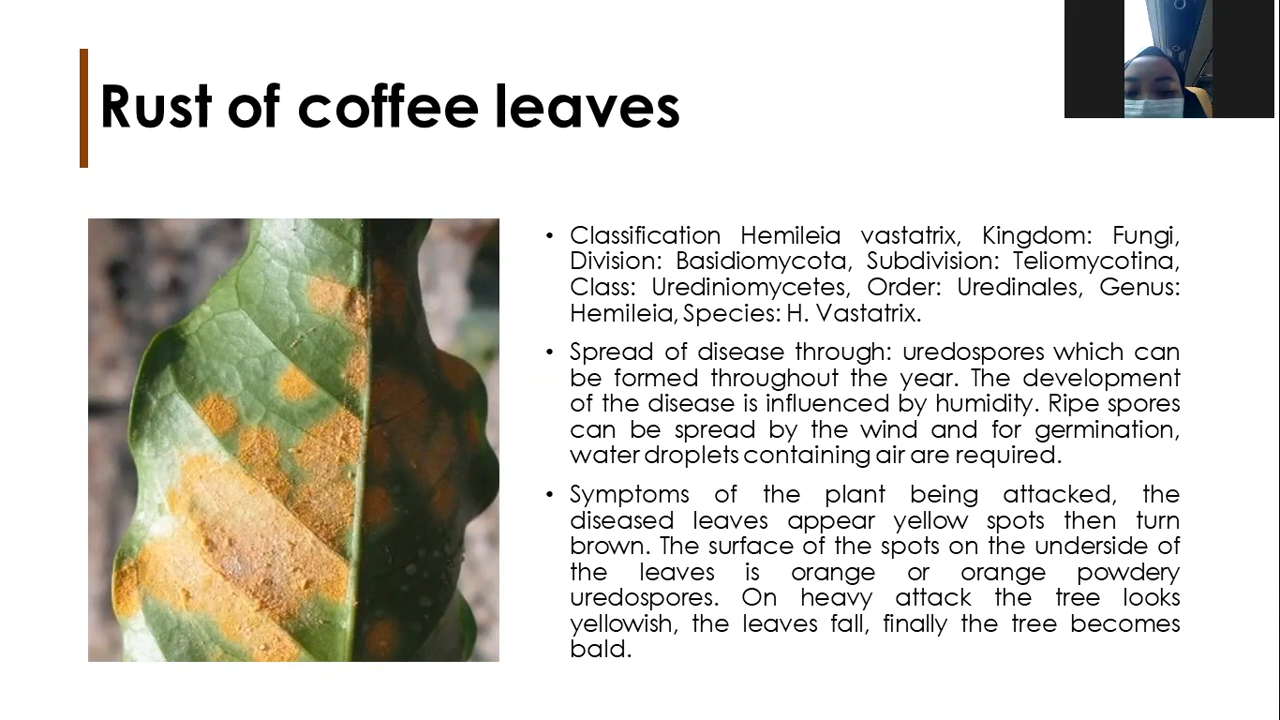 Rust of coffee leaves
• Classification Hemileia vastatrix, Kingdom: Fungi,
Division: Basidiomycota, Subdivision: Teliomycotina,
Class: Urediniomycetes, Order: Uredinales, Genus:
Hemileia, Species: H. Vastatrix.
• Spread of disease through: uredospores which can
be formed throughout the year. The development
of the disease is influenced by humidity. Ripe spores
can be spread by the wind and for germination,
water droplets containing air are required.
• Symptoms of the plant being attacked, the
diseased leaves appear yellow spots then turn
brown. The surface of the spots on the underside of
the leaves is orange or orange powdery
uredospores. On heavy attack the tree looks
yellowish, the leaves fall, finally the tree becomes
bald.